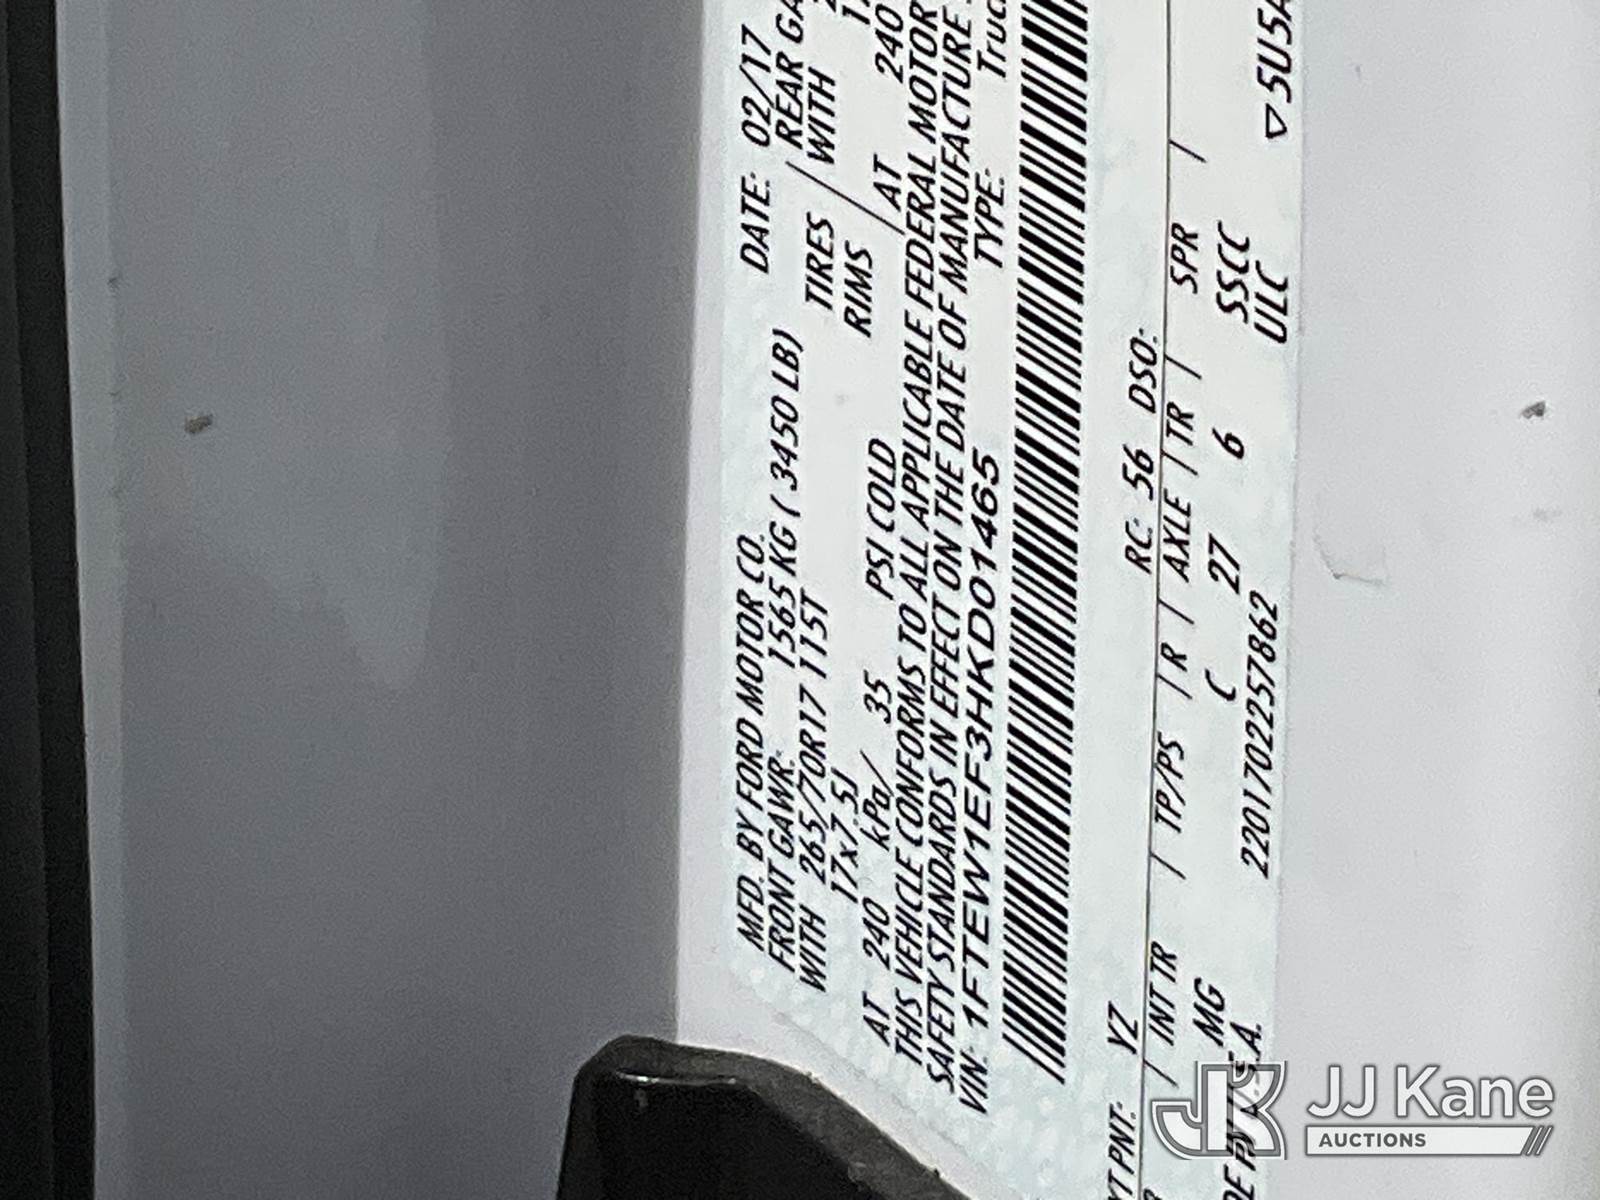 MFD. BY FORD MOTOR CO. DATE: 02/17
FRONT GAWR: 1565 KG ( 3450 LB) REAR
WITH 265/70R17 115T TIRES WITH
17x7.5J RIMS
AT 240 kPa/ 35 PSI COLD AT 240
THIS VEHICLE CONFORMS TO ALL APPLICABLE FEDERAL MOTOR
SAFETY STANDARDS IN EFFECT ON THE DATE OF MANUFACTURE
VIN: 1FTEW1EF3HKD01465 TYPE:
PNT: YZ RC: 56 DSO:
/ INT TR / TP/PS / R / AXLE / TR / SPR /
MG C 27 6 SSCC
U.S.A. 2201702257862 ULC ▽5U5A
JJ Kane
AUCTIONS